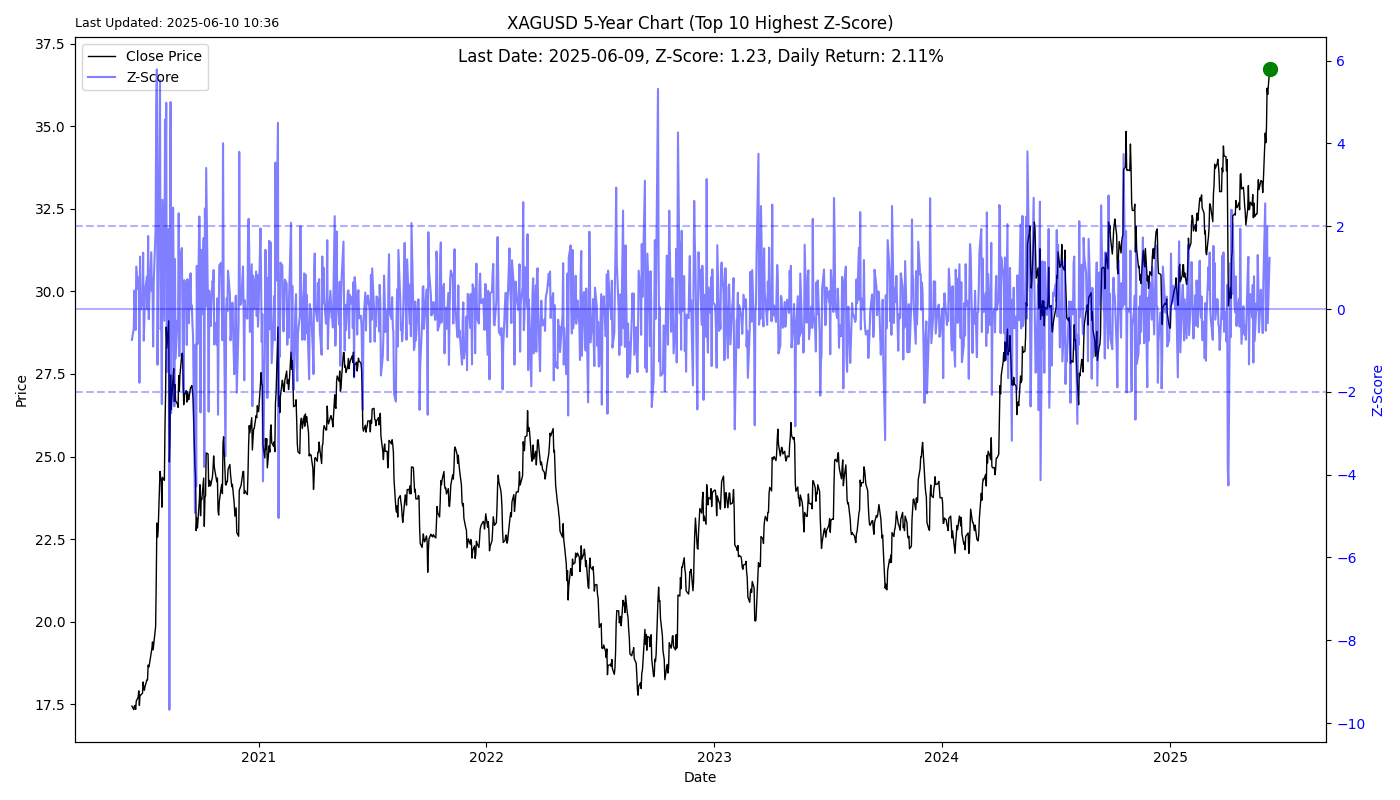 Last Updated: 2025-06-10 10:36
XAGUSD 5-Year Chart (Top 10 Highest Z-Score)
Last Date: 2025-06-09, Z-Score: 1.23, Daily Return: 2.11%
Close Price
Z-Score
37.5
35.0
32.5
30.0
27.5
25.0
22.5
20.0
17.5
Price
6
4
2
0
−2
−4
−6
−8
−10
Z-Score
2021
2022
2023
2024
2025
Date